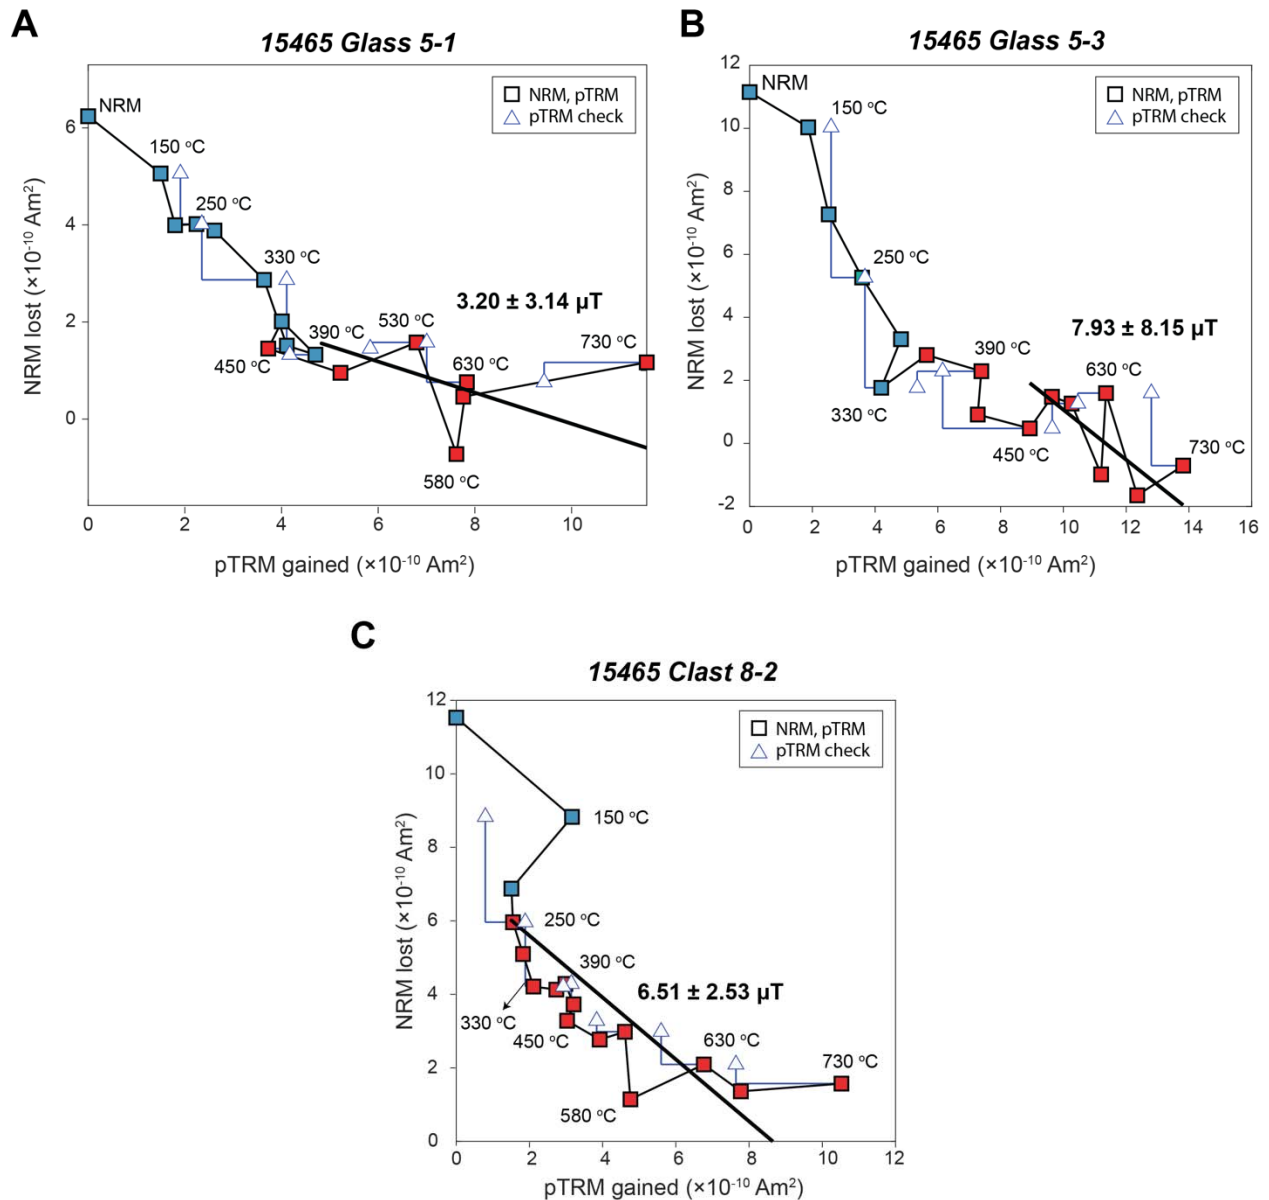 A
15465 Glass 5-1
NRM
NRM, pTRM
pTRM check
150 °C
250 °C
330 °C
390 °C
450 °C
530 °C
580 °C
630 °C
730 °C
3.20 ± 3.14 µT
6
4
2
0
0 2 4 6 8 10
NRM lost (×10⁻¹⁰ Am²)
pTRM gained (×10⁻¹⁰ Am²)
B
15465 Glass 5-3
NRM
NRM, pTRM
pTRM check
150 °C
250 °C
330 °C
390 °C
450 °C
630 °C
730 °C
7.93 ± 8.15 µT
12
10
8
6
4
2
0
-2
0 2 4 6 8 10 12 14 16
NRM lost (×10⁻¹⁰ Am²)
pTRM gained (×10⁻¹⁰ Am²)
C
15465 Clast 8-2
NRM, pTRM
pTRM check
150 °C
250 °C
390 °C
330 °C
450 °C
580 °C
630 °C
730 °C
6.51 ± 2.53 µT
12
10
8
6
4
2
0
0 2 4 6 8 10 12
NRM lost (×10⁻¹⁰ Am²)
pTRM gained (×10⁻¹⁰ Am²)